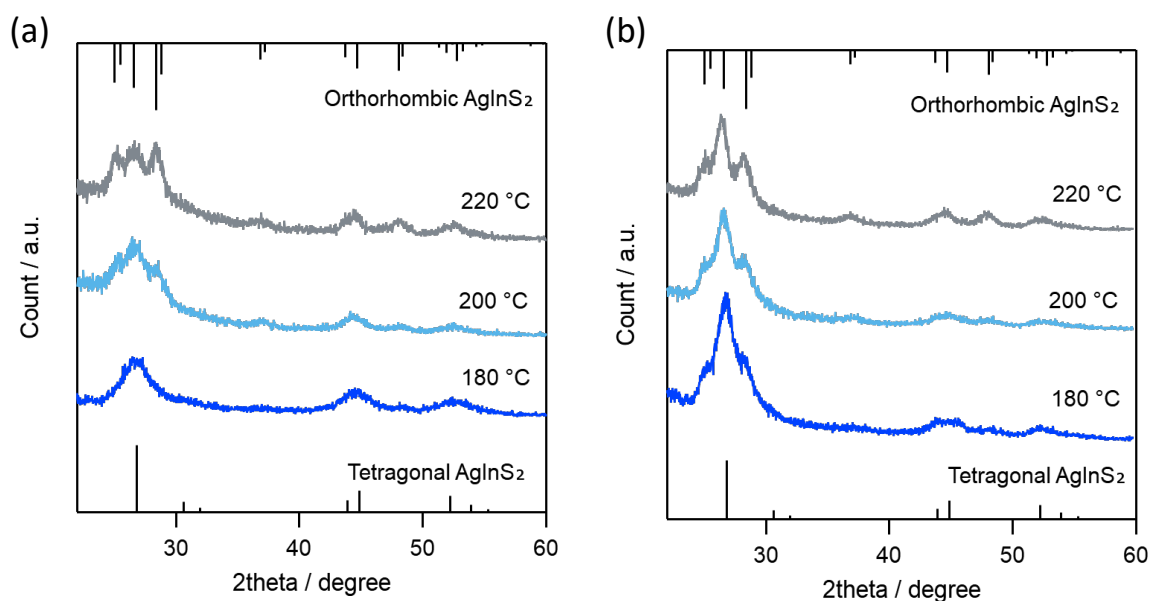 (a)
Orthorhombic AgInS₂
220 °C
200 °C
180 °C
Tetragonal AgInS₂
Count / a.u.
30 40 50 60
2theta / degree
(b)
Orthorhombic AgInS₂
220 °C
200 °C
180 °C
Tetragonal AgInS₂
Count / a.u.
30 40 50 60
2theta / degree